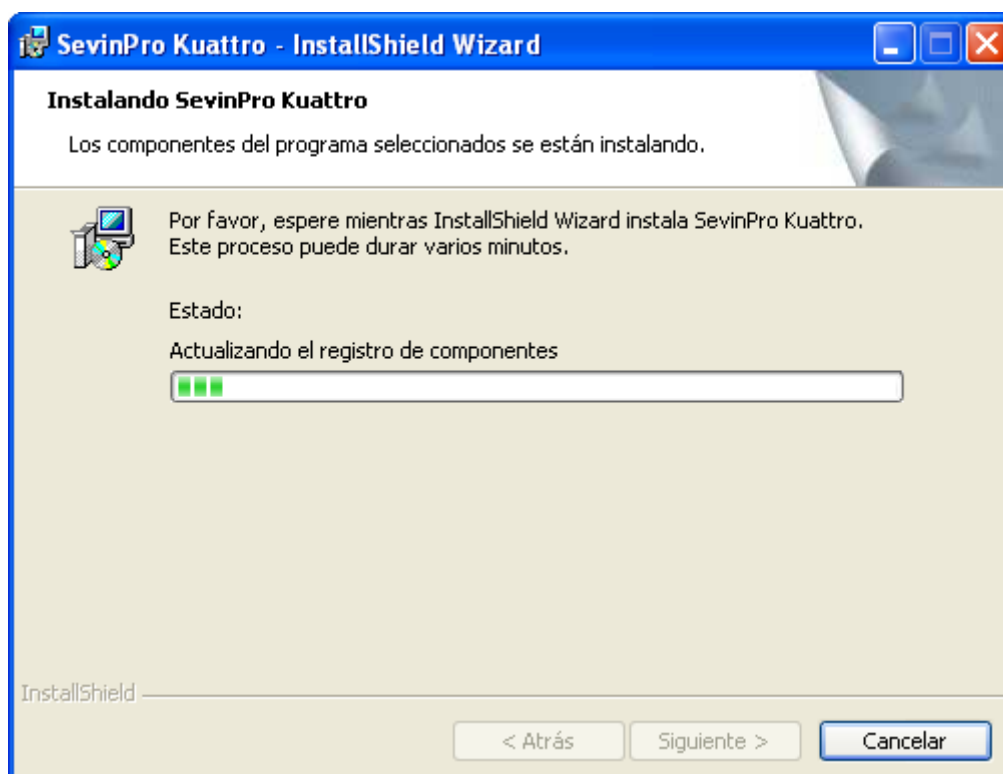 SevinPro Kuattro - InstallShield Wizard
Instalando SevinPro Kuattro
Los componentes del programa seleccionados se están instalando.
Por favor, espere mientras InstallShield Wizard instala SevinPro Kuattro.
Este proceso puede durar varios minutos.
Estado:
Actualizando el registro de componentes
InstallShield
< Atrás
Siguiente >
Cancelar